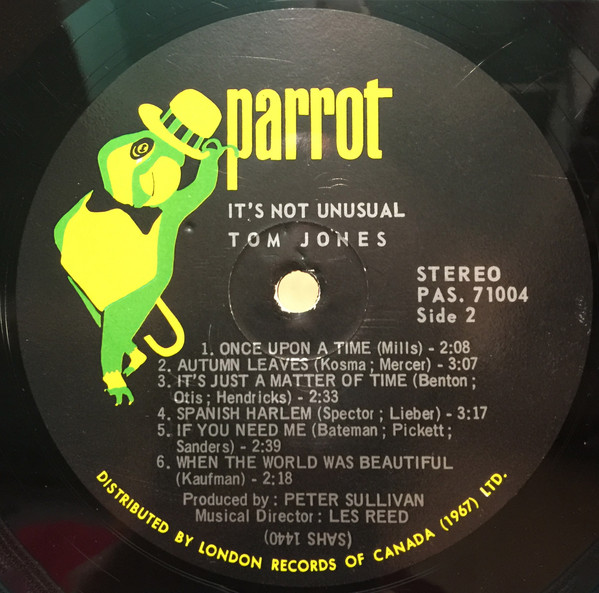 parrot
IT'S NOT UNUSUAL
TOM JONES
STEREO
PAS. 71004
Side 2
1. ONCE UPON A TIME (Mills) - 2:08
2. AUTUMN LEAVES (Kosma; Mercer) - 3:07
3. IT'S JUST A MATTER OF TIME (Benton;
Otis; Hendricks) - 2:33
4. SPANISH HARLEM (Spector; Lieber) - 3:17
5. IF YOU NEED ME (Bateman; Pickett;
Sanders) - 2:39
6. WHEN THE WORLD WAS BEAUTIFUL
(Kaufman) - 2:18
Produced by: PETER SULLIVAN
Musical Director: LES REED
(SAHS 1440)
DISTRIBUTED BY LONDON RECORDS OF CANADA (1967) LTD.